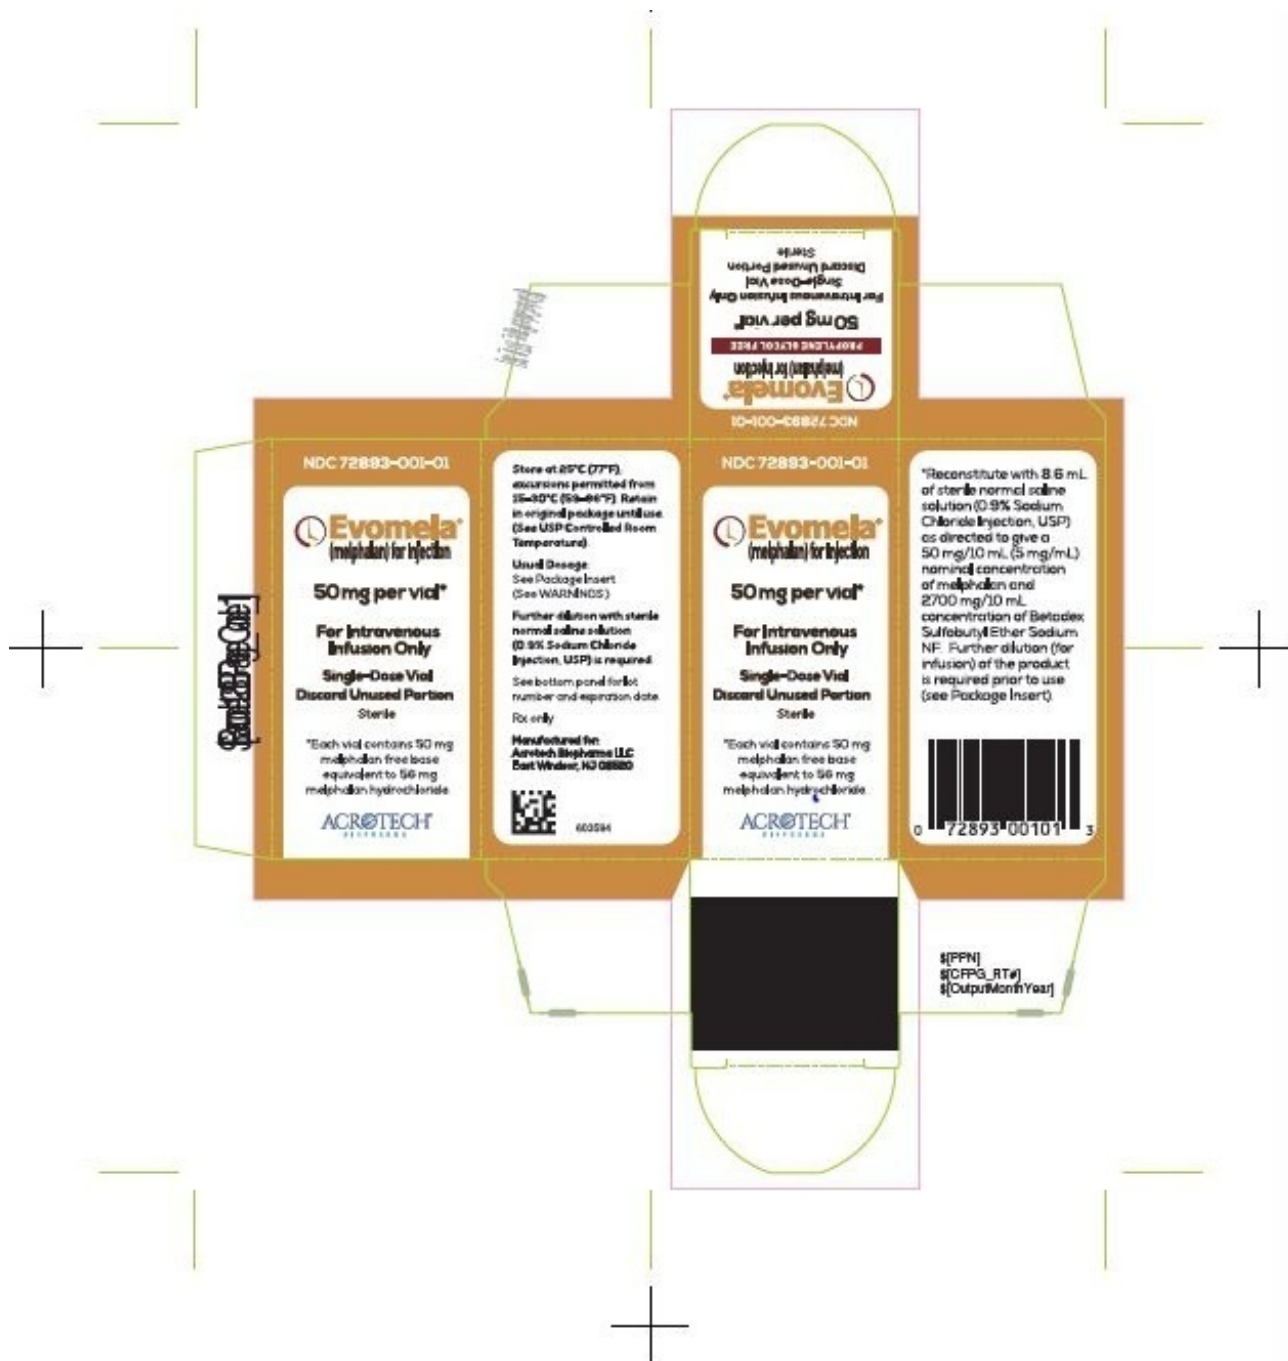 Sterile
Discard Unused Portion
Single-Dose Vial
For Intravenous Infusion Only
50 mg per vial*
PROPYLENE GLYCOL FREE
(melphalan) for Injection
Evomela®
NDC 72893-001-01
NDC 72893-001-01
Evomela®
(melphalan) for Injection
50 mg per vial*
For Intravenous
Infusion Only
Single-Dose Vial
Discard Unused Portion
Sterile
*Each vial contains 50 mg
melphalan free base
equivalent to 56 mg
melphalan hydrochloride
ACROTECH®
BIOPHARMA
Store at 25°C (77°F),
excursions permitted from
15-30°C (59-86°F). Retain
in original package until use.
(See USP Controlled Room
Temperature)
Usual Dosage:
See Package Insert
(See WARNINGS)
Further dilution with sterile
normal saline solution
(0.9% Sodium Chloride
Injection, USP) is required.
See bottom panel for lot
number and expiration date
Rx only
Manufactured for:
Acrotech Biopharma LLC
East Windsor, NJ 08520
603594
NDC 72893-001-01
Evomela®
(melphalan) for Injection
50 mg per vial*
For Intravenous
Infusion Only
Single-Dose Vial
Discard Unused Portion
Sterile
*Each vial contains 50 mg
melphalan free base
equivalent to 56 mg
melphalan hydrochloride
ACROTECH®
BIOPHARMA
*Reconstitute with 8.6 mL
of sterile normal saline
solution (0.9% Sodium
Chloride Injection, USP)
as directed to give a
50 mg/10 mL (5 mg/mL)
nominal concentration
of melphalan and
2700 mg/10 mL
concentration of Betadex
Sulfobutyl Ether Sodium
NF. Further dilution (for
infusion) of the product
is required prior to use
(see Package Insert).
0 72893 00101 3
$[PPN]
$[CFPG_RT#]
$[OutputMonthYear]